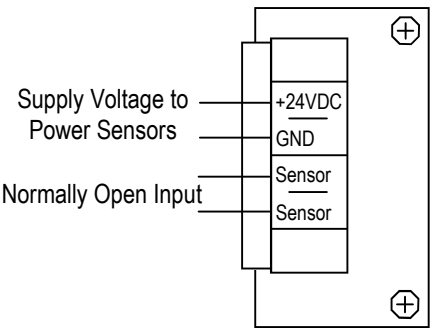 Supply Voltage to
Power Sensors
+24VDC
GND
Normally Open Input
Sensor
Sensor